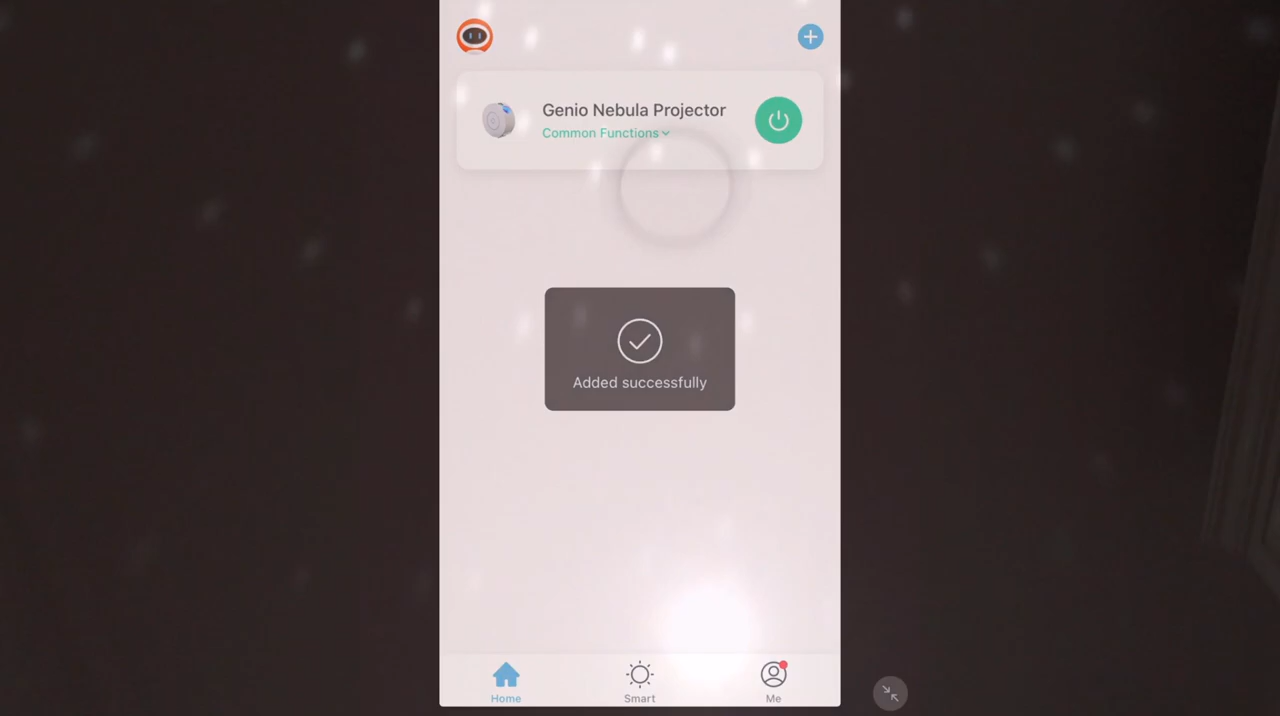 Genio Nebula Projector
Common Functions
Added successfully
Home
Smart
Me